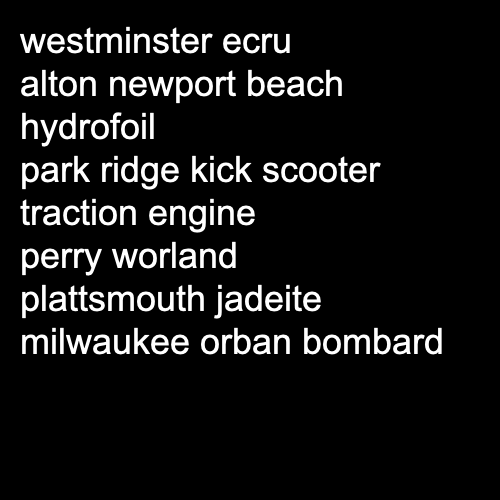 westminster ecru
alton newport beach
hydrofoil
park ridge kick scooter
traction engine
perry worland
plattsmouth jadeite
milwaukee orban bombard